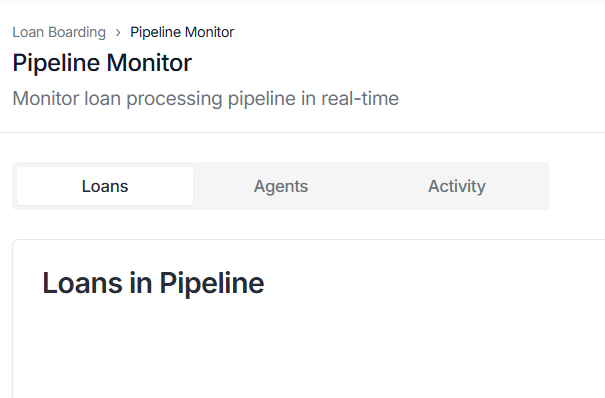 Loan Boarding › Pipeline Monitor
Pipeline Monitor
Monitor loan processing pipeline in real-time
Loans Agents Activity
Loans in Pipeline